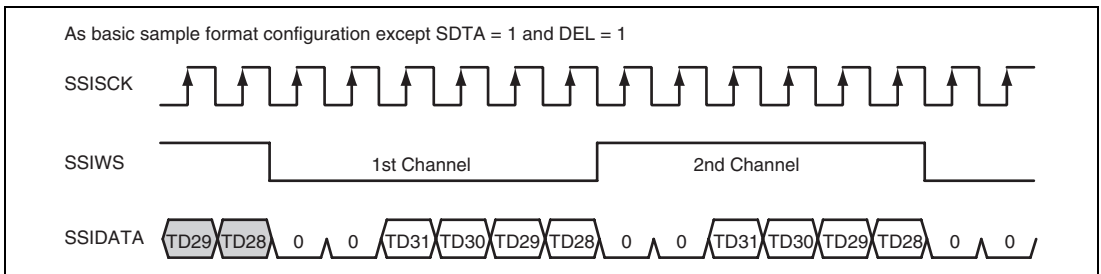 As basic sample format configuration except SDTA = 1 and DEL = 1
SSISCK
SSIWS 1st Channel 2nd Channel
SSIDATA TD29 TD28 0 0 TD31 TD30 TD29 TD28 0 0 TD31 TD30 TD29 TD28 0 0